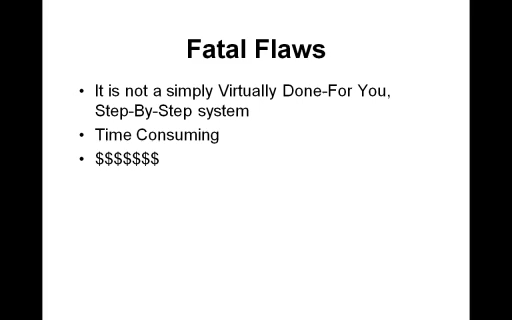 Fatal Flaws
• It is not a simply Virtually Done-For You,
Step-By-Step system
• Time Consuming
• $$$$$$$